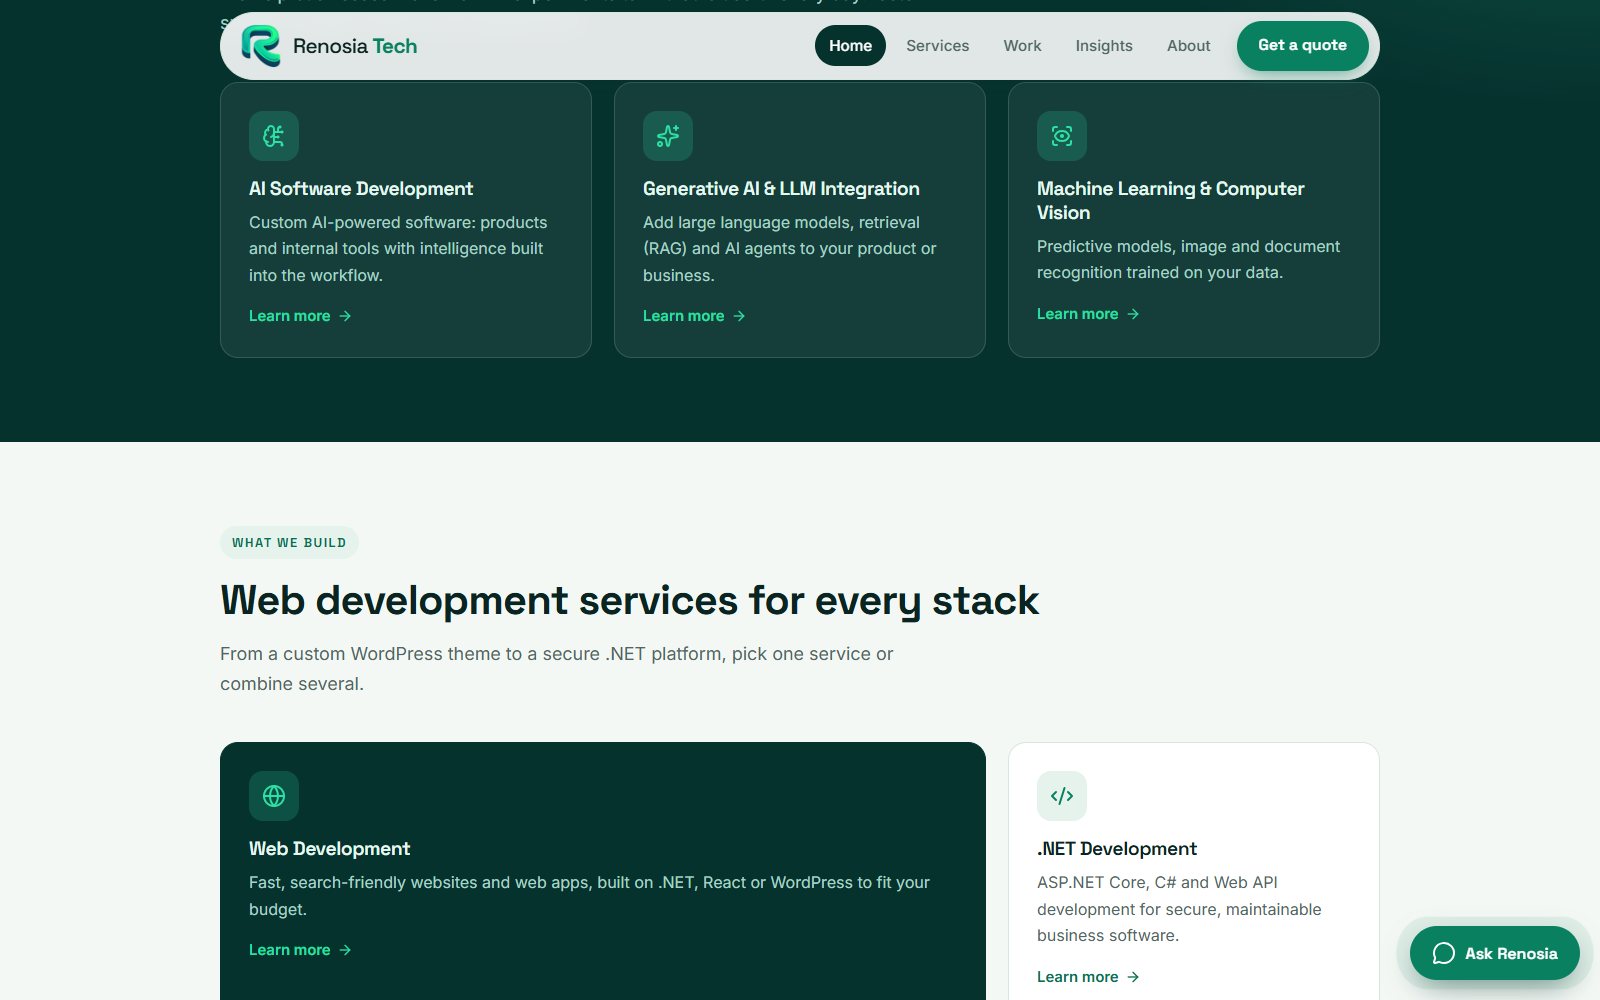 Renosia Tech
Home
Services
Work
Insights
About
Get a quote
AI Software Development
Custom AI-powered software: products
and internal tools with intelligence built
into the workflow.
Learn more →
Generative AI & LLM Integration
Add large language models, retrieval
(RAG) and AI agents to your product or
business.
Learn more →
Machine Learning & Computer
Vision
Predictive models, image and document
recognition trained on your data.
Learn more →
WHAT WE BUILD
Web development services for every stack
From a custom WordPress theme to a secure .NET platform, pick one service or
combine several.
Web Development
Fast, search-friendly websites and web apps, built on .NET, React or WordPress to fit your
budget.
Learn more →
.NET Development
ASP.NET Core, C# and Web API
development for secure, maintainable
business software.
Learn more →
Ask Renosia